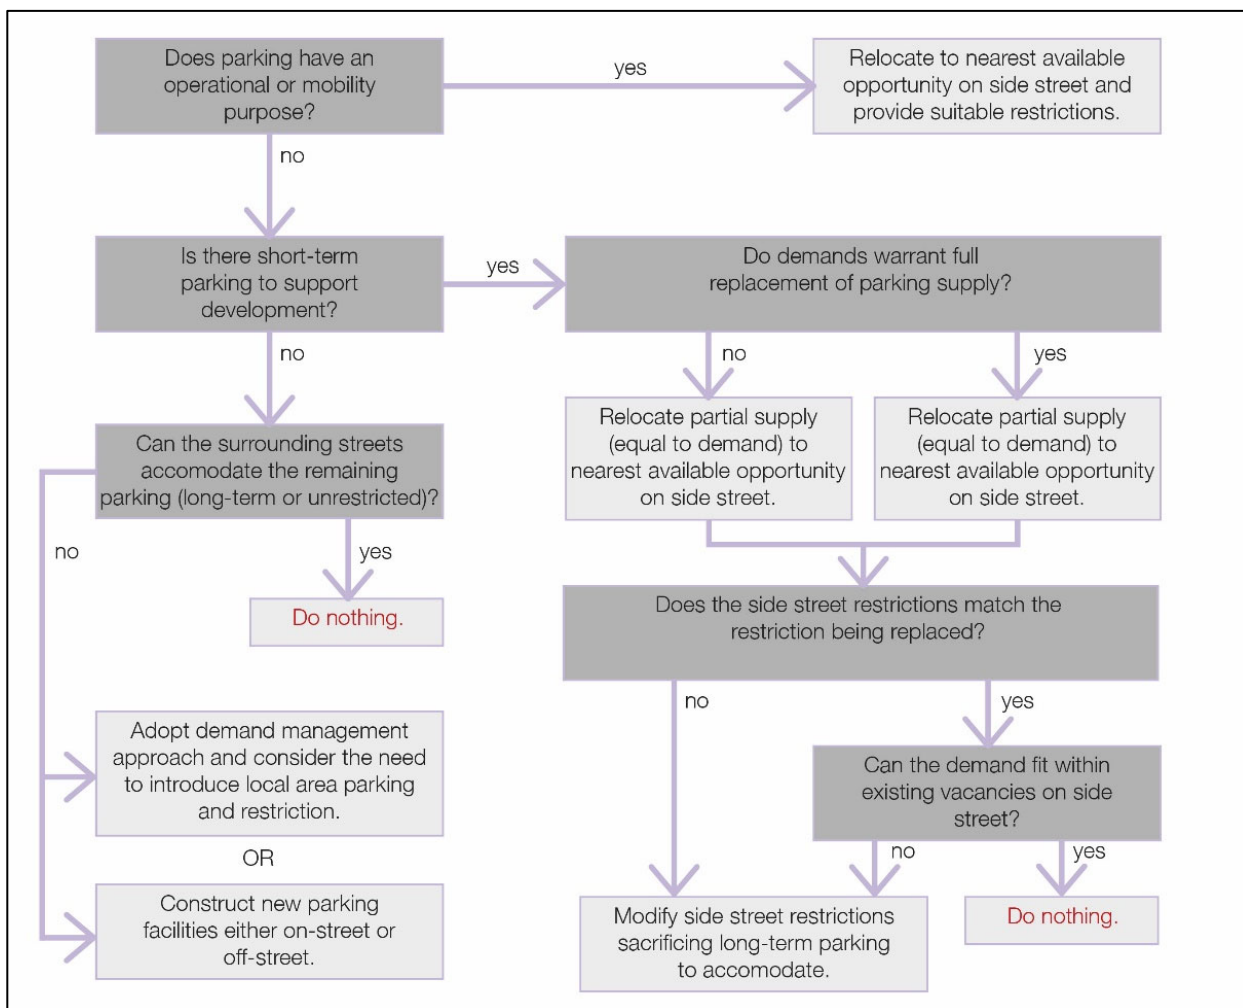 Does parking have an
operational or mobility
purpose?
yes
Relocate to nearest available
opportunity on side street and
provide suitable restrictions.
no
Is there short-term
parking to support
development?
yes
Do demands warrant full
replacement of parking supply?
no
no
yes
Can the surrounding streets
accomodate the remaining
parking (long-term or unrestricted)?
Relocate partial supply
(equal to demand) to
nearest available opportunity
on side street.
Relocate partial supply
(equal to demand) to
nearest available opportunity
on side street.
no
yes
Do nothing.
Does the side street restrictions match the
restriction being replaced?
no
yes
Adopt demand management
approach and consider the need
to introduce local area parking
and restriction.
OR
Construct new parking
facilities either on-street or
off-street.
Can the demand fit within
existing vacancies on side
street?
no
yes
Modify side street restrictions
sacrificing long-term parking
to accomodate.
Do nothing.